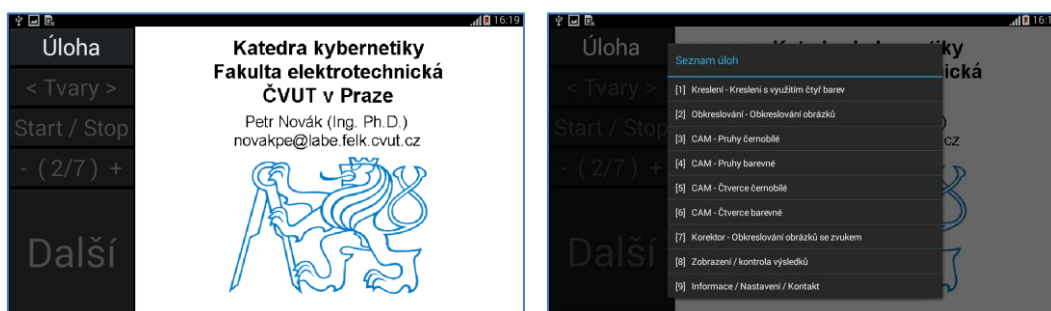 16:19
Úloha
< Tvary >
Start / Stop
- ( 2/7 ) +
Další
Katedra kybernetiky
Fakulta elektrotechnická
ČVUT v Praze
Petr Novák (Ing. Ph.D.)
novakpe@labe.felk.cvut.cz
Úloha
< Tvary >
Start / Stop
- ( 2/7 ) +
Další
ky
ická
)
cz
Seznam úloh
[1] Kreslení - Kreslení s využitím čtyř barev
[2] Obkreslování - Obkreslování obrázků
[3] CAM - Pruhy černobílé
[4] CAM - Pruhy barevné
[5] CAM - Čtverce černobílé
[6] CAM - Čtverce barevné
[7] Korektor - Obkreslování obrázků se zvukem
[8] Zobrazení / kontrola výsledků
[9] Informace / Nastavení / Kontakt